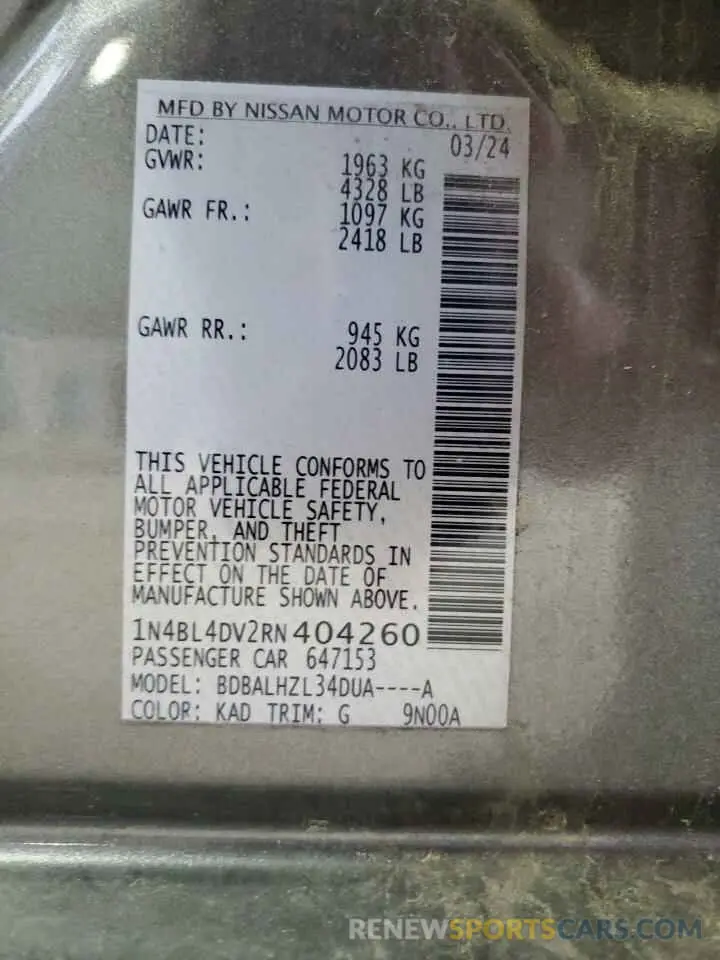 MFD BY NISSAN MOTOR CO., LTD.
DATE: 03/24
GVWR: 1963 KG
4328 LB
GAWR FR.: 1097 KG
2418 LB
GAWR RR.: 945 KG
2083 LB
THIS VEHICLE CONFORMS TO
ALL APPLICABLE FEDERAL
MOTOR VEHICLE SAFETY,
BUMPER, AND THEFT
PREVENTION STANDARDS IN
EFFECT ON THE DATE OF
MANUFACTURE SHOWN ABOVE.
1N4BL4DV2RN404260
PASSENGER CAR 647153
MODEL: BDBALHZL34DUA----A
COLOR: KAD TRIM: G 9N00A
RENEWSPORTSCARS.COM